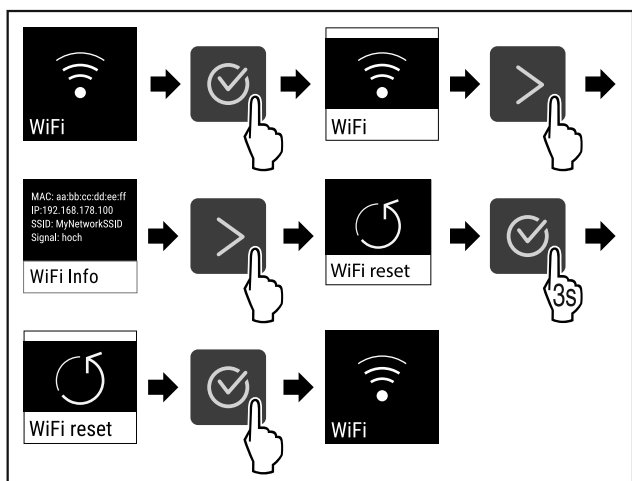 WiFi
WiFi
MAC: aa:bb:cc:dd:ee:ff
IP:192.168.178.100
SSID: MyNetworkSSID
Signal: hoch
WiFi Info
WiFi reset
3s
WiFi reset
WiFi